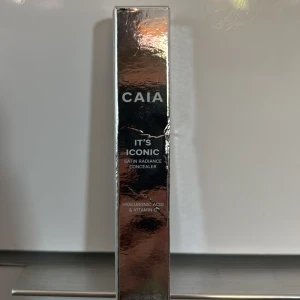 CAIA
IT'S
ICONIC
SATIN RADIANCE
CONCEALER
HYALURONIC ACID
& VITAMIN